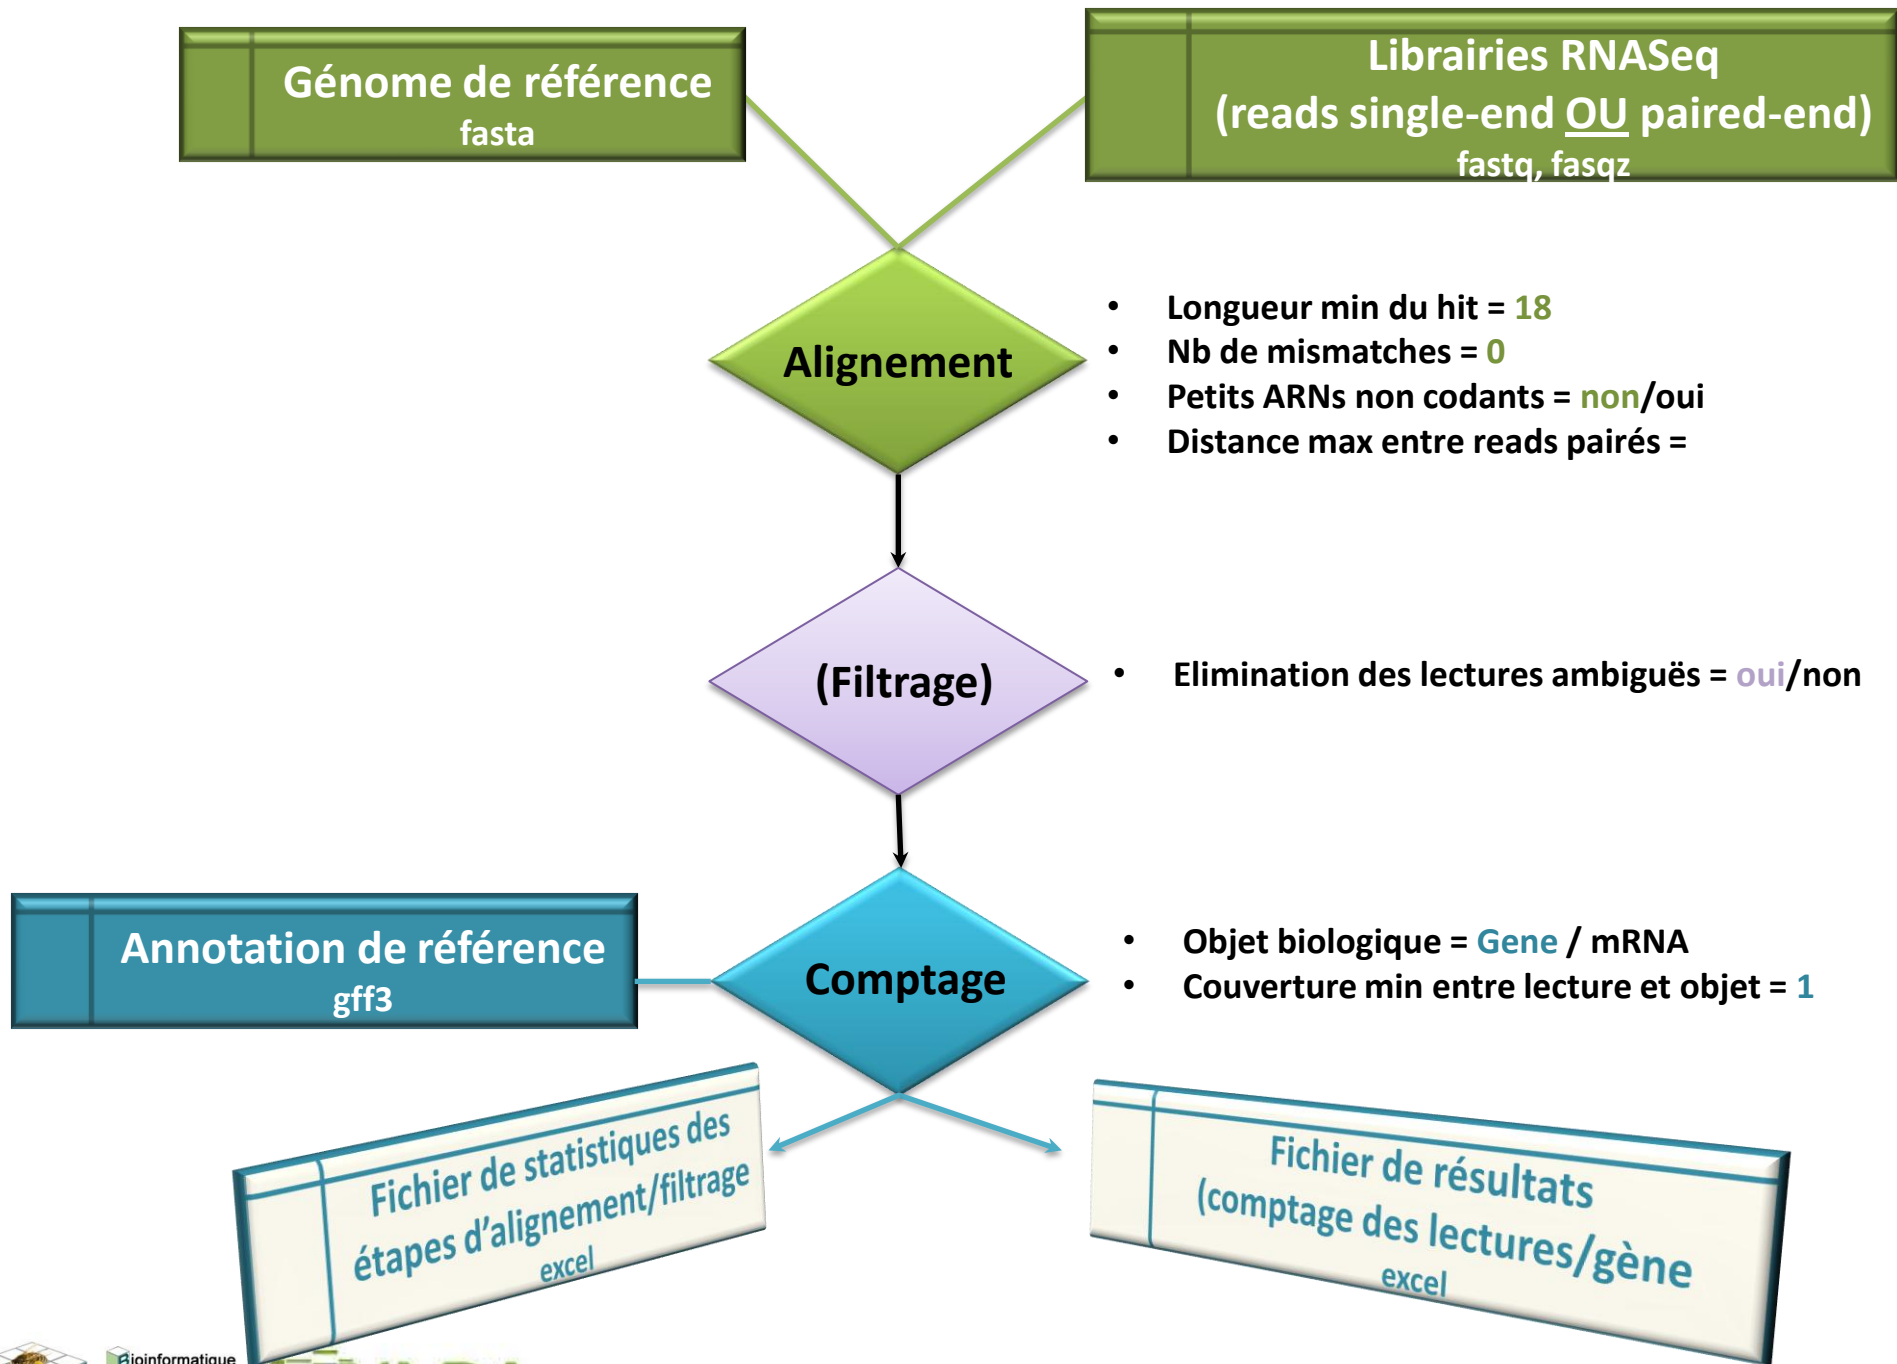 Génome de référence
fasta
Librairies RNASeq
(reads single-end OU paired-end)
fastq, fasqz
Alignement
• Longueur min du hit = 18
• Nb de mismatches = 0
• Petits ARNs non codants = non/oui
• Distance max entre reads pairés =
(Filtrage)
• Elimination des lectures ambiguës = oui/non
Annotation de référence
gff3
Comptage
• Objet biologique = Gene / mRNA
• Couverture min entre lecture et objet = 1
Fichier de statistiques des
étapes d'alignement/filtrage
excel
Fichier de résultats
(comptage des lectures/gène
excel
Bioinformatique